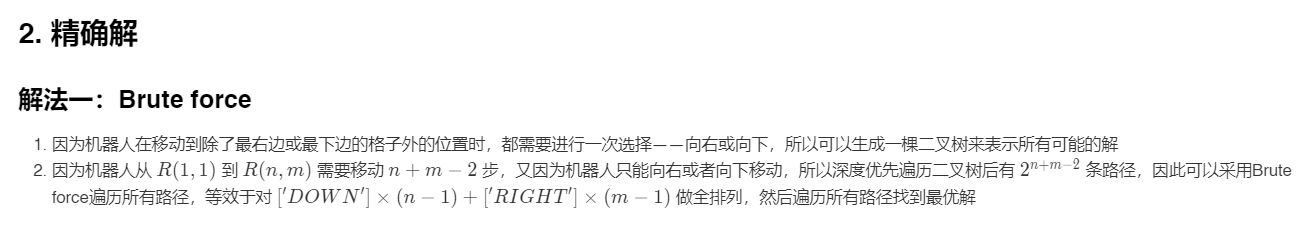 2. 精确解
解法一：Brute force
1. 因为机器人在移动到除了最右边或最下边的格子外的位置时，都需要进行一次选择——向右或向下，所以可以生成一棵二叉树来表示所有可能的解
2. 因为机器人从 R(1,1) 到 R(n,m) 需要移动 n + m − 2 步，又因为机器人只能向右或者向下移动，所以深度优先遍历二叉树后有 2^{n+m−2} 条路径，因此可以采用Brute
force遍历所有路径，等效于对 ['DOWN'] × (n − 1) + ['RIGHT'] × (m − 1) 做全排列，然后遍历所有路径找到最优解